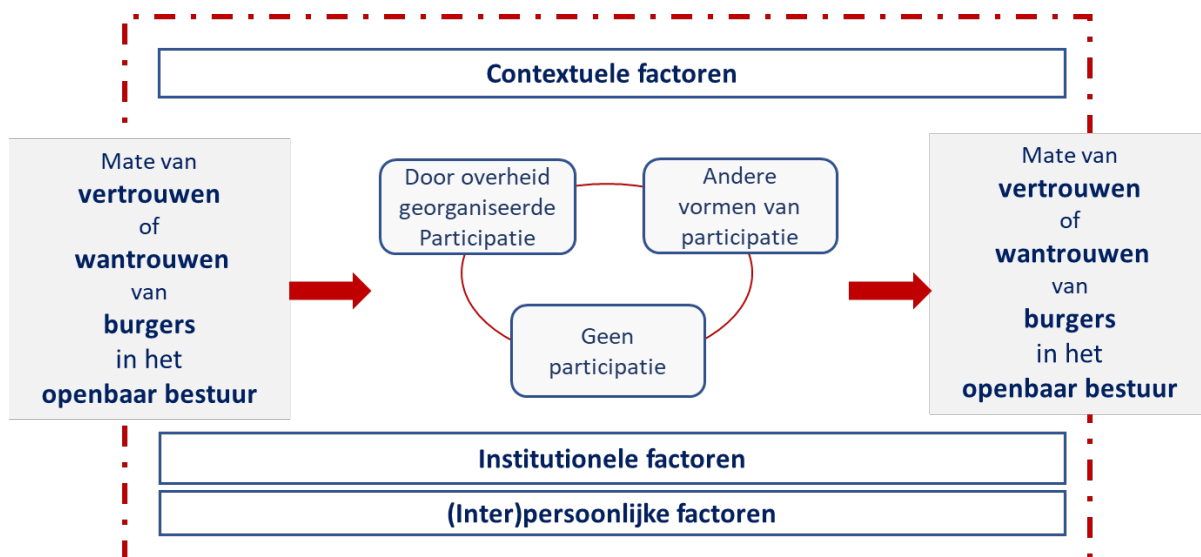 Contextuele factoren
Mate van
vertrouwen
of
wantrouwen
van
burgers
in het
openbaar bestuur
Door overheid
georganiseerde
Participatie
Andere
vormen van
participatie
Geen
participatie
Mate van
vertrouwen
of
wantrouwen
van
burgers
in het
openbaar bestuur
Institutionele factoren
(Inter)persoonlijke factoren